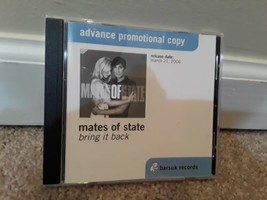 advance promotional copy
release date:
march 21, 2006
MATES OF STATE
mates of state
bring it back
barsuk records